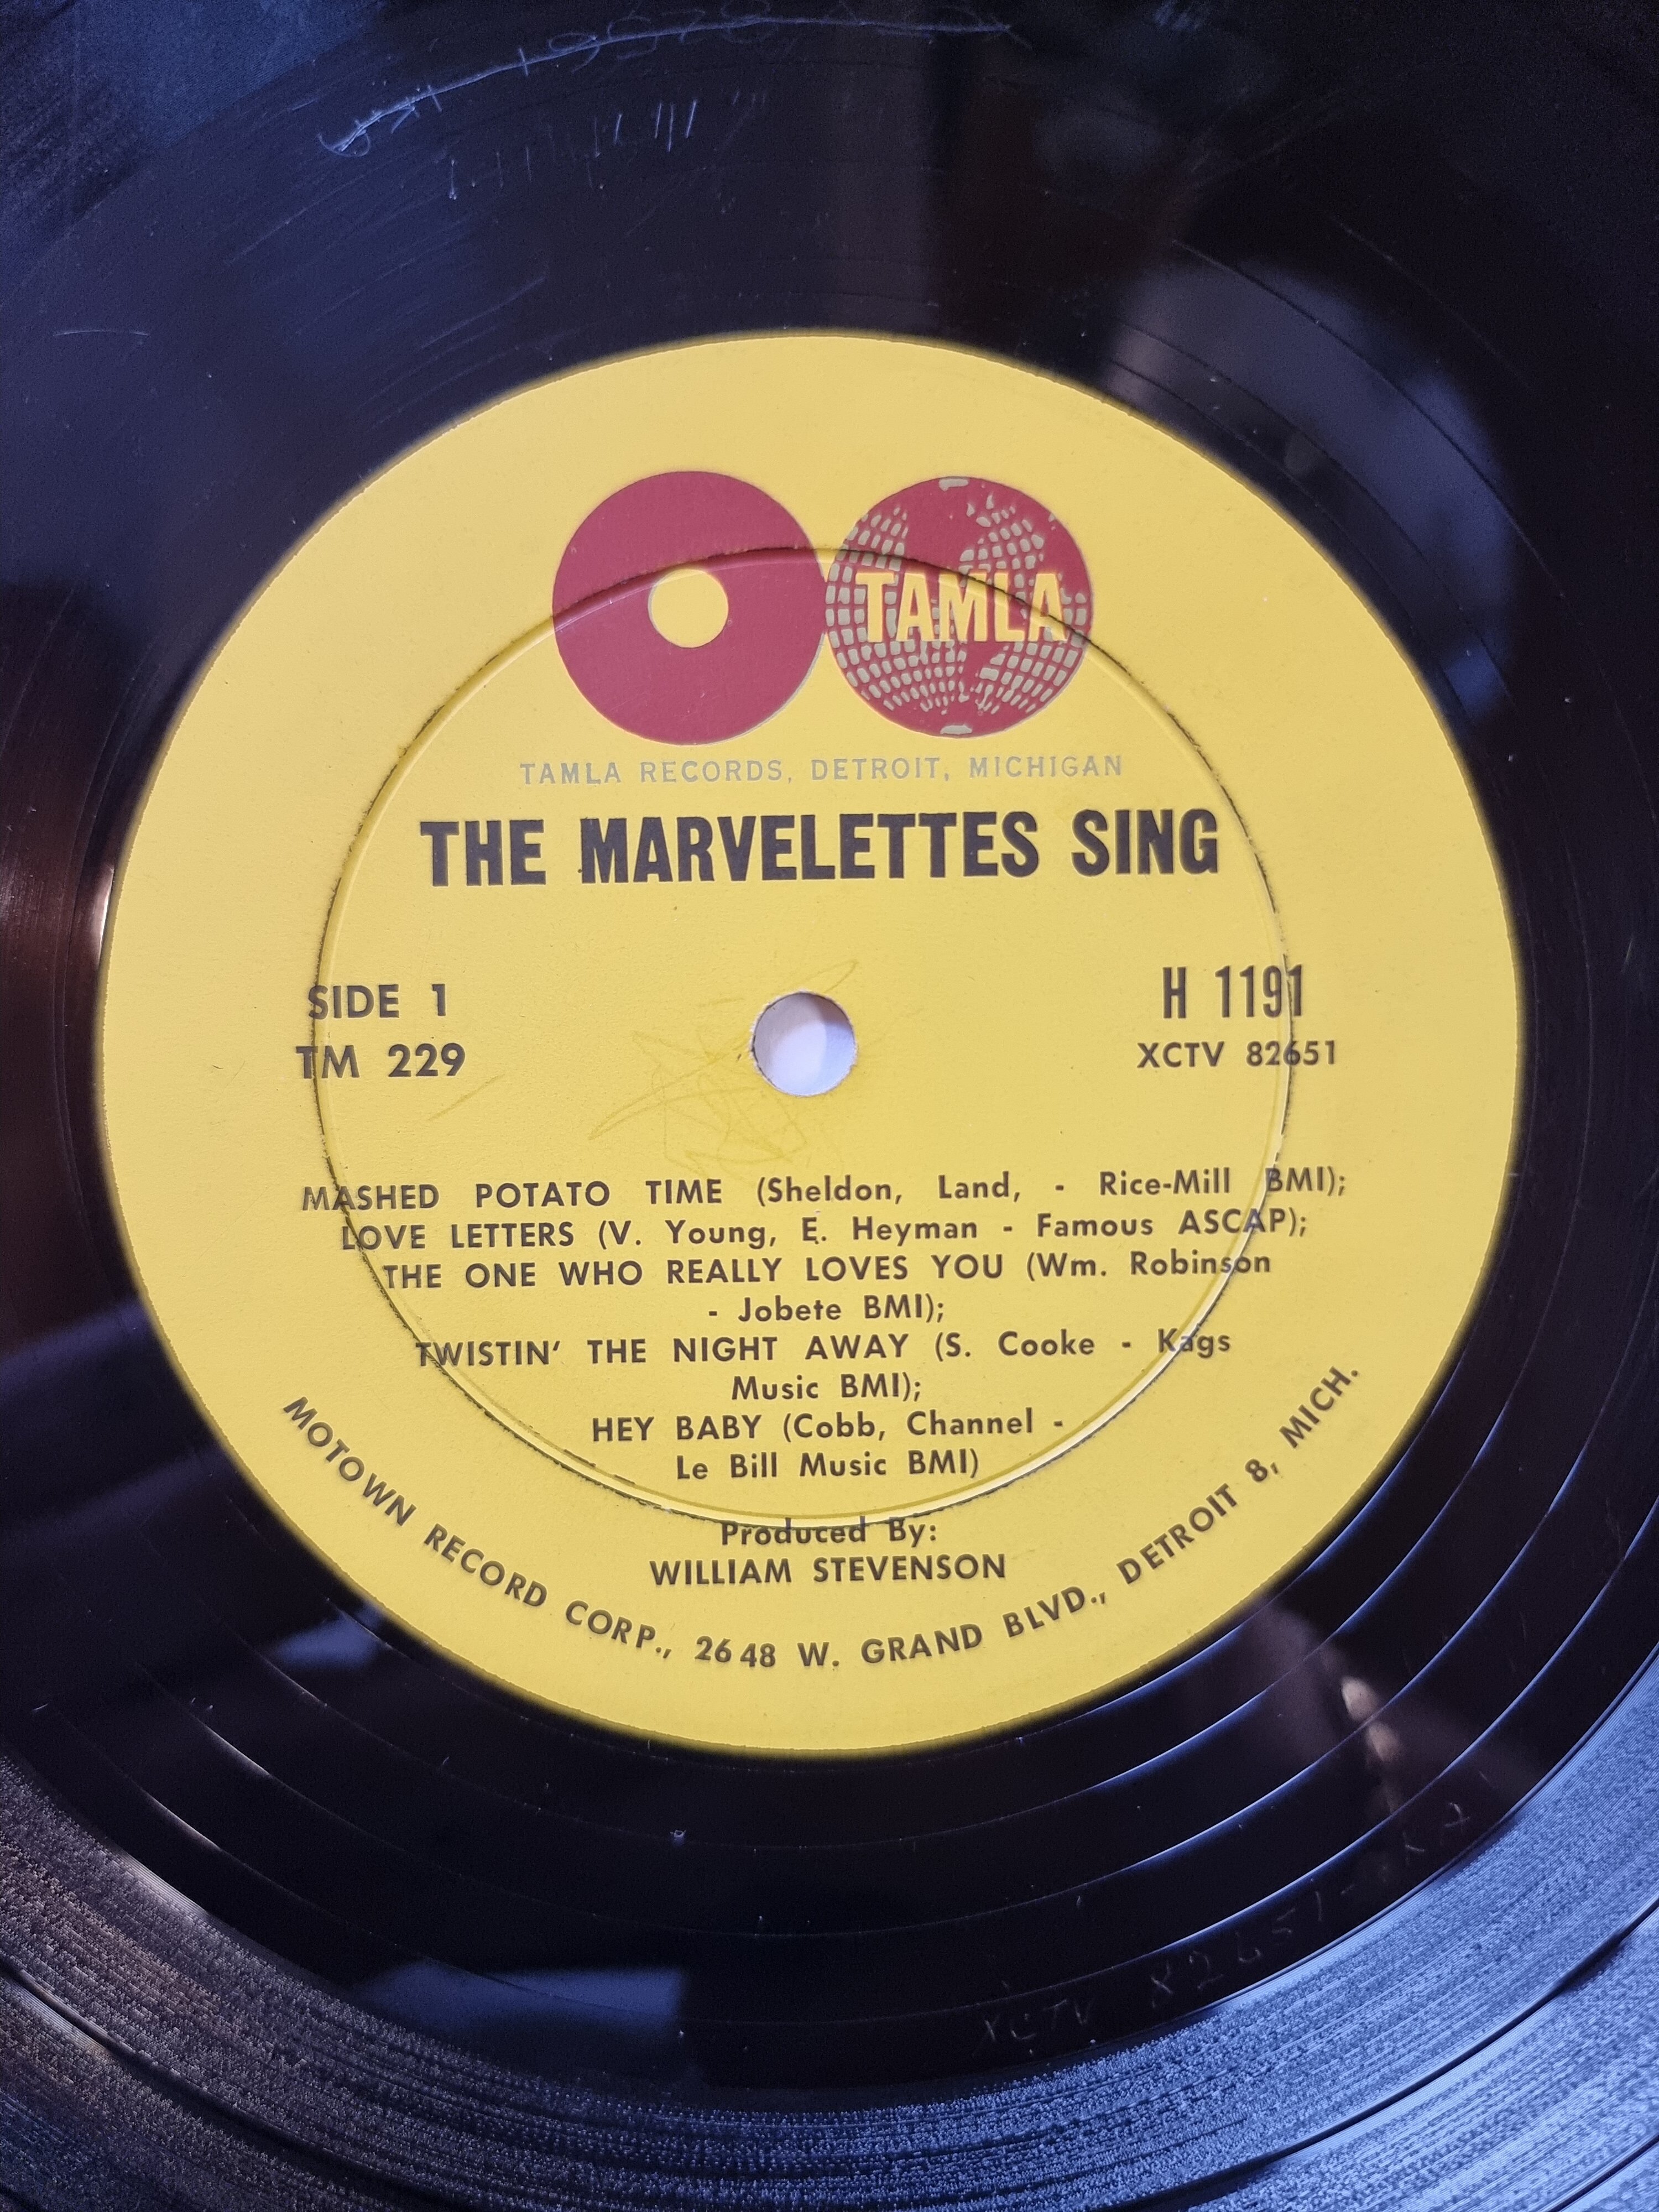 TAMLA
TAMLA RECORDS, DETROIT, MICHIGAN
THE MARVELETTES SING
SIDE 1
TM 229
H 1191
XCTV 82651
MASHED POTATO TIME (Sheldon, Land, - Rice-Mill BMI);
LOVE LETTERS (V. Young, E. Heyman - Famous ASCAP);
THE ONE WHO REALLY LOVES YOU (Wm. Robinson
- Jobete BMI);
TWISTIN' THE NIGHT AWAY (S. Cooke - Kags
Music BMI);
HEY BABY (Cobb, Channel -
Le Bill Music BMI)
Produced By:
WILLIAM STEVENSON
MOTOWN RECORD CORP., 2648 W. GRAND BLVD., DETROIT 8, MICH.
XCTV 82651